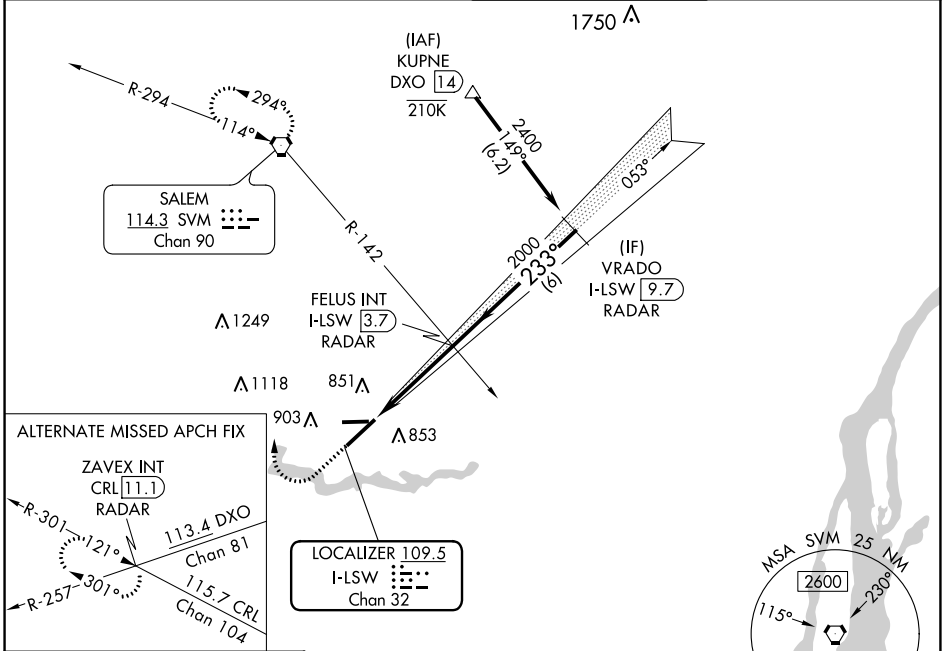 1750
(IAF)
KUPNE
DXO 14
210K
2400
149°
(6.2)
R-294
294°
114°
SALEM
114.3 SVM
Chan 90
R-142
053°
2000
233°
(6)
(IF)
VRADO
I-LSW 9.7
RADAR
FELUS INT
I-LSW 3.7
RADAR
1249
1118
851
903
853
ALTERNATE MISSED APCH FIX
ZAVEX INT
CRL 11.1
RADAR
R-301
121°
113.4 DXO
Chan 81
301°
R-257
115.7 CRL
Chan 104
LOCALIZER 109.5
I-LSW
Chan 32
MSA SVM 25 NM
2600
115°
230°